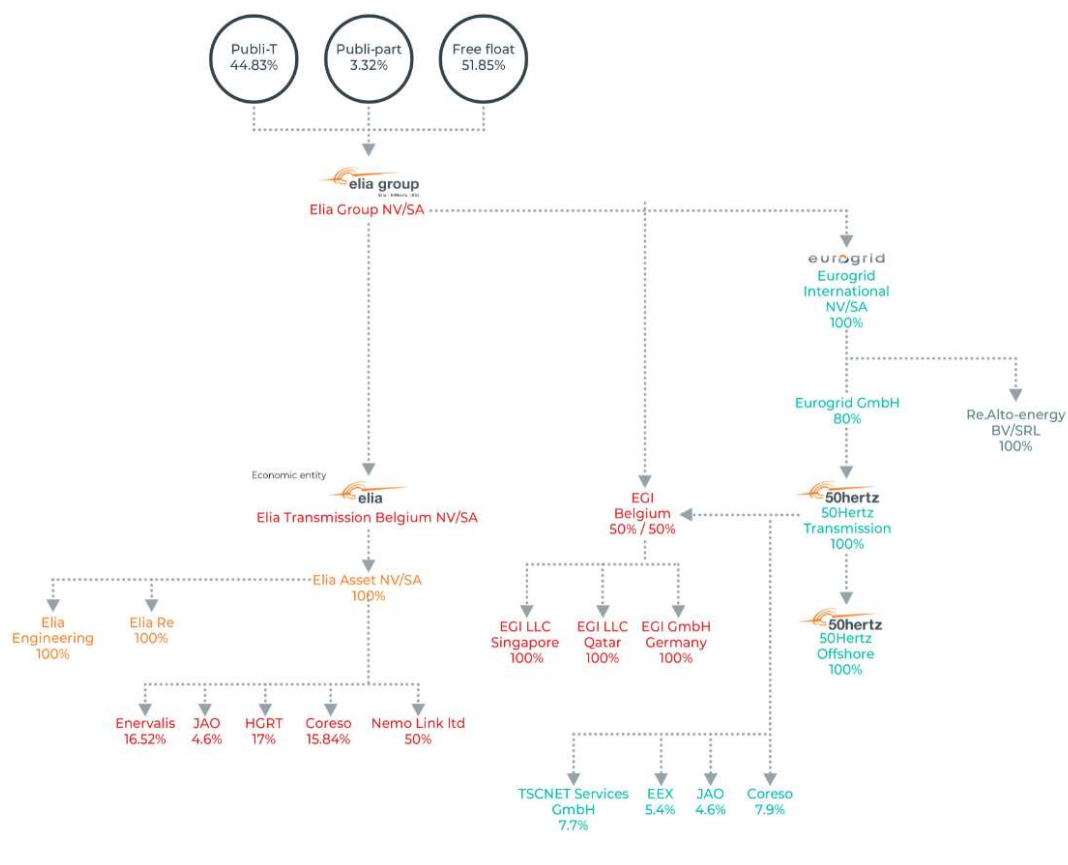 Publi-T
44.83%
Publi-part
3.32%
Free float
51.85%
elia group
Elia Group NV/SA
eurogrid
Eurogrid
International
NV/SA
100%
Eurogrid GmbH
80%
Re.Alto-energy
BV/SRL
100%
Economic entity
elia
Elia Transmission Belgium NV/SA
EGI
Belgium
50% / 50%
50hertz
50Hertz
Transmission
100%
Elia Asset NV/SA
100%
Elia
Engineering
100%
Elia Re
100%
EGI LLC
Singapore
100%
EGI LLC
Qatar
100%
EGI GmbH
Germany
100%
50hertz
50Hertz
Offshore
100%
Enervalis
16.52%
JAO
4.6%
HGRT
17%
Coreso
15.84%
Nemo Link ltd
50%
TSCNET Services
GmbH
7.7%
EEX
5.4%
JAO
4.6%
Coreso
7.9%